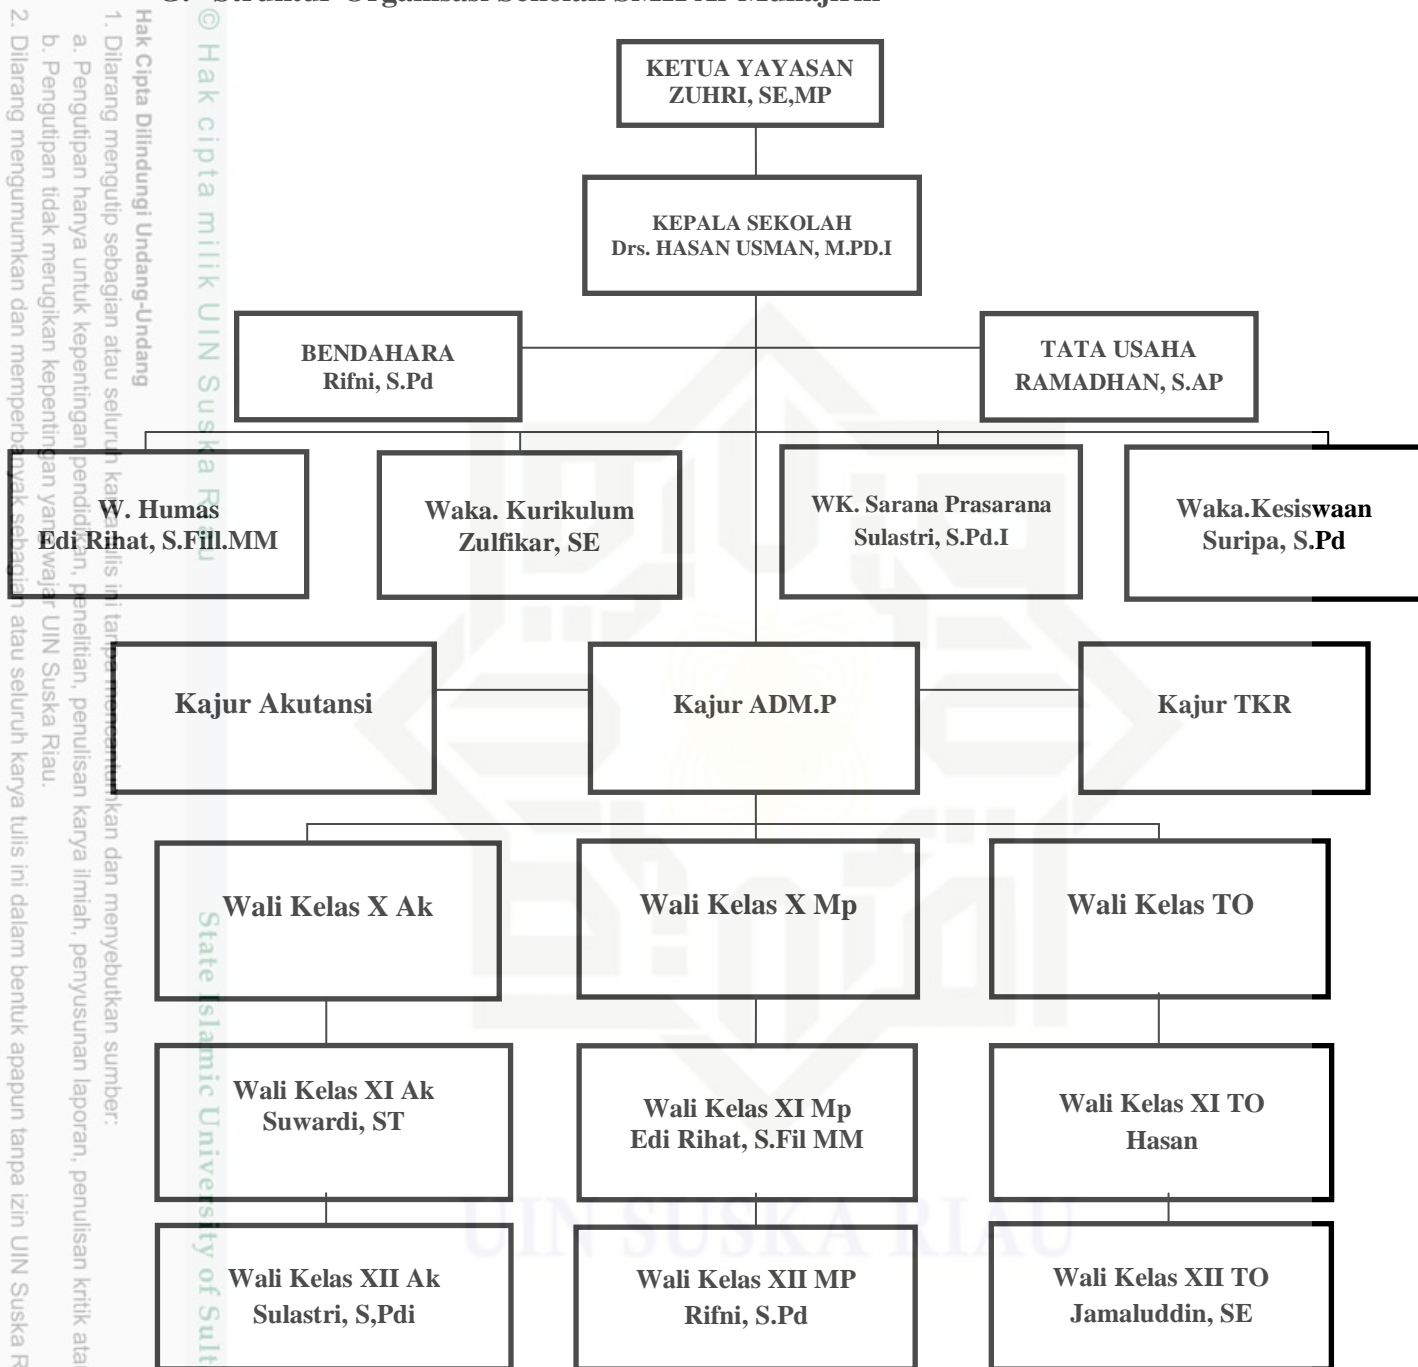 KETUA YAYASAN
ZUHRI, SE,MP
KEPALA SEKOLAH
Drs. HASAN USMAN, M.PD.I
BENDAHARA
Rifni, S.Pd
TATA USAHA
RAMADHAN, S.AP
W. Humas
Edi Rihat, S.Fill.MM
Waka. Kurikulum
Zulfikar, SE
WK. Sarana Prasarana
Sulastri, S.Pd.I
Waka.Kesiswaan
Suripa, S.Pd
Kajur Akutansi
Kajur ADM.P
Kajur TKR
Wali Kelas X Ak
Wali Kelas X Mp
Wali Kelas TO
Wali Kelas XI Ak
Suwardi, ST
Wali Kelas XI Mp
Edi Rihat, S.Fil MM
Wali Kelas XI TO
Hasan
Wali Kelas XII Ak
Sulastri, S,Pdi
Wali Kelas XII MP
Rifni, S.Pd
Wali Kelas XII TO
Jamaluddin, SE
© Hak cipta milik UIN Suska Riau
State Islamic University of Sult
Hak Cipta Dilindungi Undang-Undang
1. Dilarang mengutip sebagian atau seluruh karya tulis ini tanpa mencantumkan dan menyebutkan sumber:
a. Pengutipan hanya untuk kepentingan pendidikan, penelitian, penulisan karya ilmiah, penyusunan laporan, penulisan kritik atau
b. Pengutipan tidak merugikan kepentingan yang wajar UIN Suska Riau.
2. Dilarang mengumumkan dan memperbanyak sebagian atau seluruh karya tulis ini dalam bentuk apapun tanpa izin UIN Suska R
UIN SUSKA RIAU